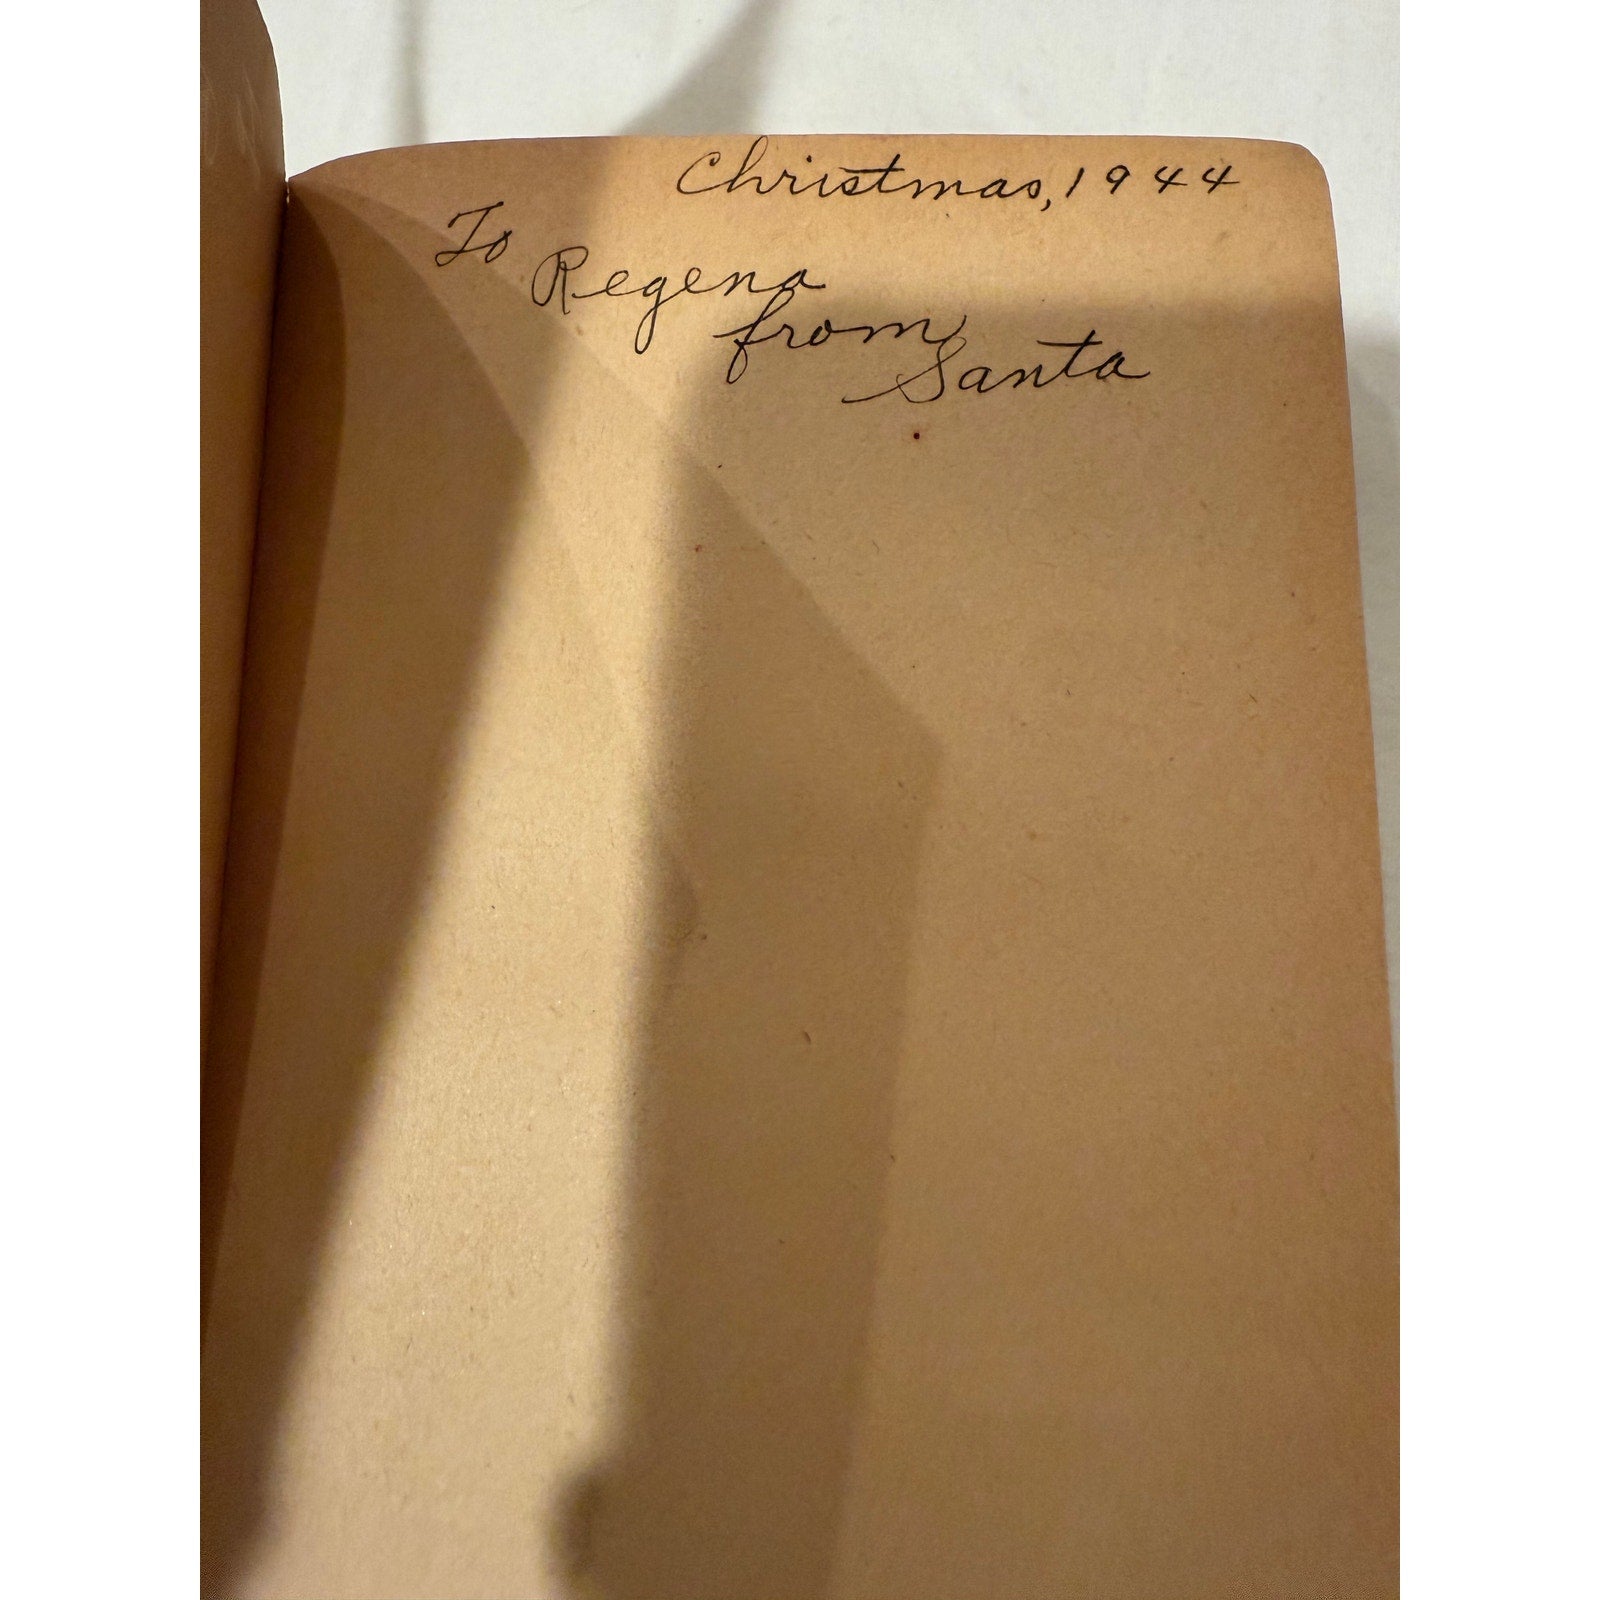 Christmas, 1944
To
Regena
from
Santa